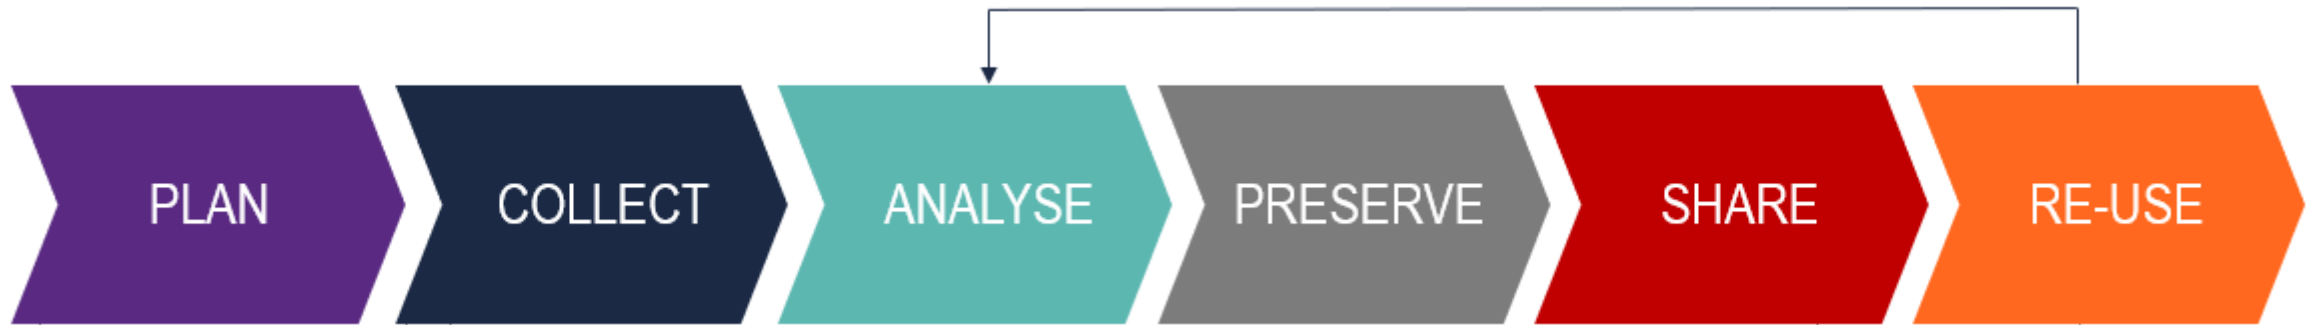 PLAN
COLLECT
ANALYSE
PRESERVE
SHARE
RE-USE